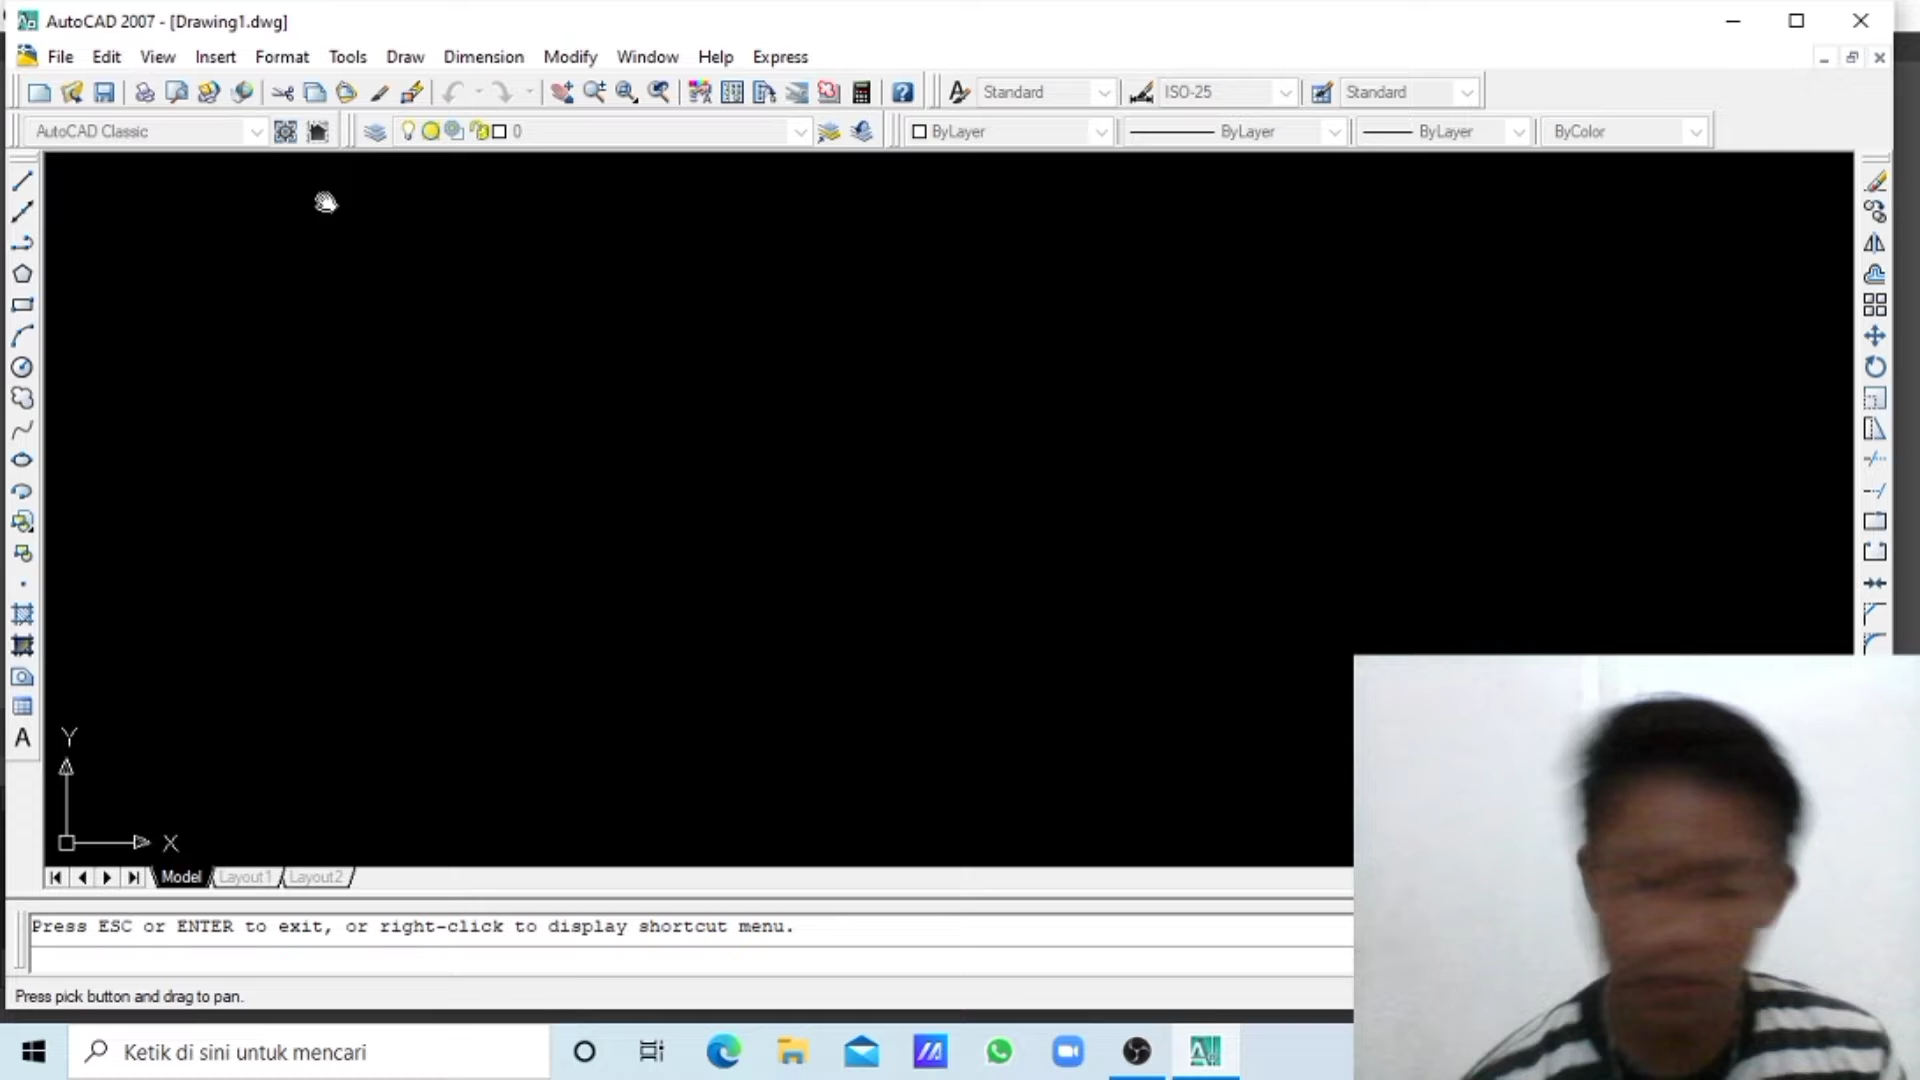 AutoCAD 2007 - [Drawing1.dwg]
File Edit View Insert Format Tools Draw Dimension Modify Window Help Express
Standard ISO-25 Standard
AutoCAD Classic 0 ByLayer ByLayer ByLayer ByColor
A
Y
X
Model Layout1 Layout2
Press ESC or ENTER to exit, or right-click to display shortcut menu.
Press pick button and drag to pan.
Ketik di sini untuk mencari